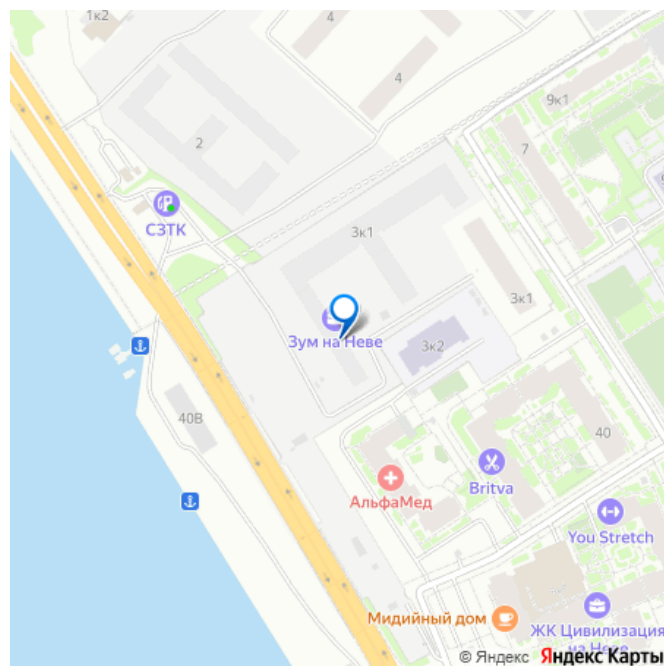 1к2
4
4
9к1
2
7
СЗТК
3к1
3к1
Зум на Неве
3к2
40В
40
Britva
АльфаМед
You Stretch
Мидийный дом
ЖК Цивилизация
на Неве
© Яндекс Яндекс Карты